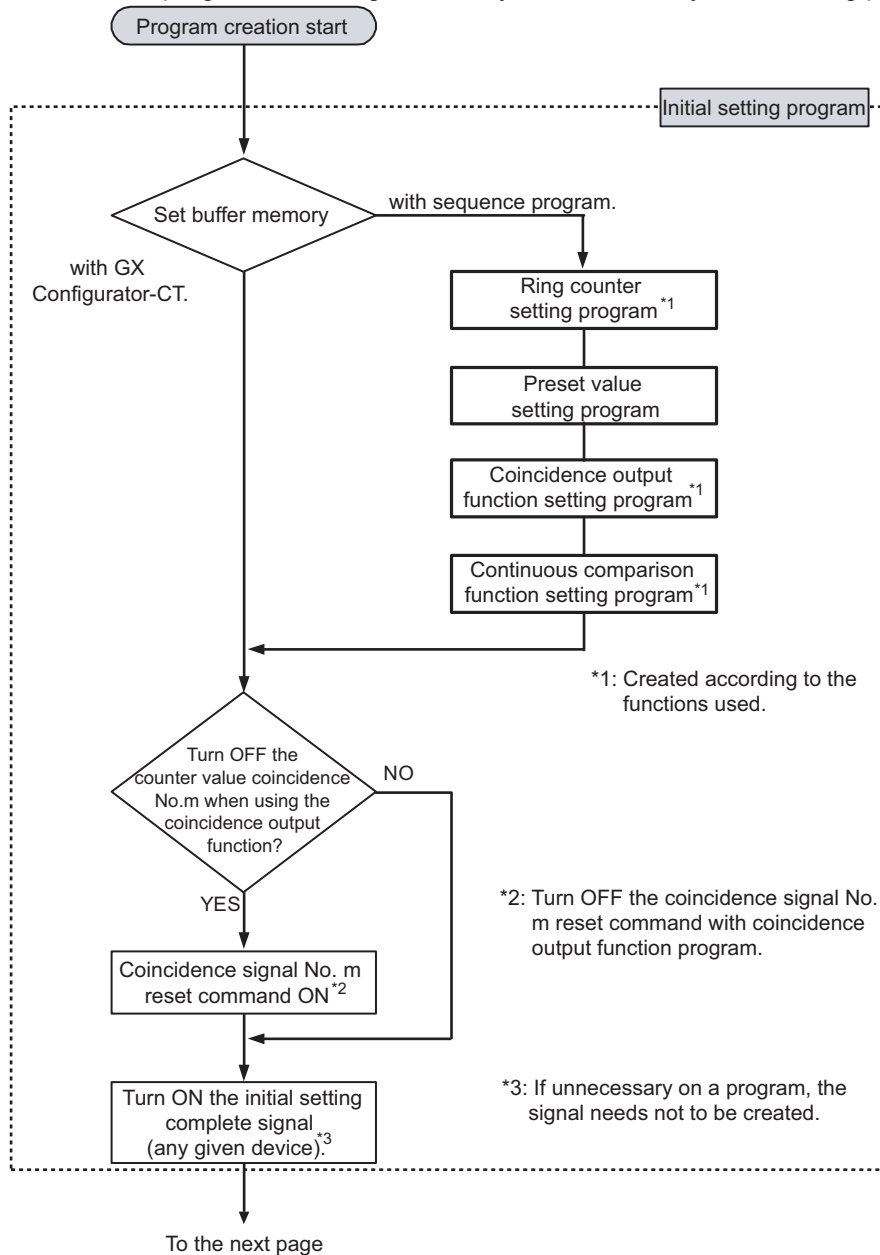 Program creation start
Initial setting program
Set buffer memory
with sequence program.
with GX
Configurator-CT.
Ring counter
setting program*1
Preset value
setting program
Coincidence output
function setting program*1
Continuous comparison
function setting program*1
*1: Created according to the
functions used.
Turn OFF the
counter value coincidence
No.m when using the
coincidence output
function?
NO
YES
*2: Turn OFF the coincidence signal No.
m reset command with coincidence
output function program.
Coincidence signal No. m
reset command ON*2
Turn ON the initial setting
complete signal
(any given device).*3
*3: If unnecessary on a program, the
signal needs not to be created.
To the next page